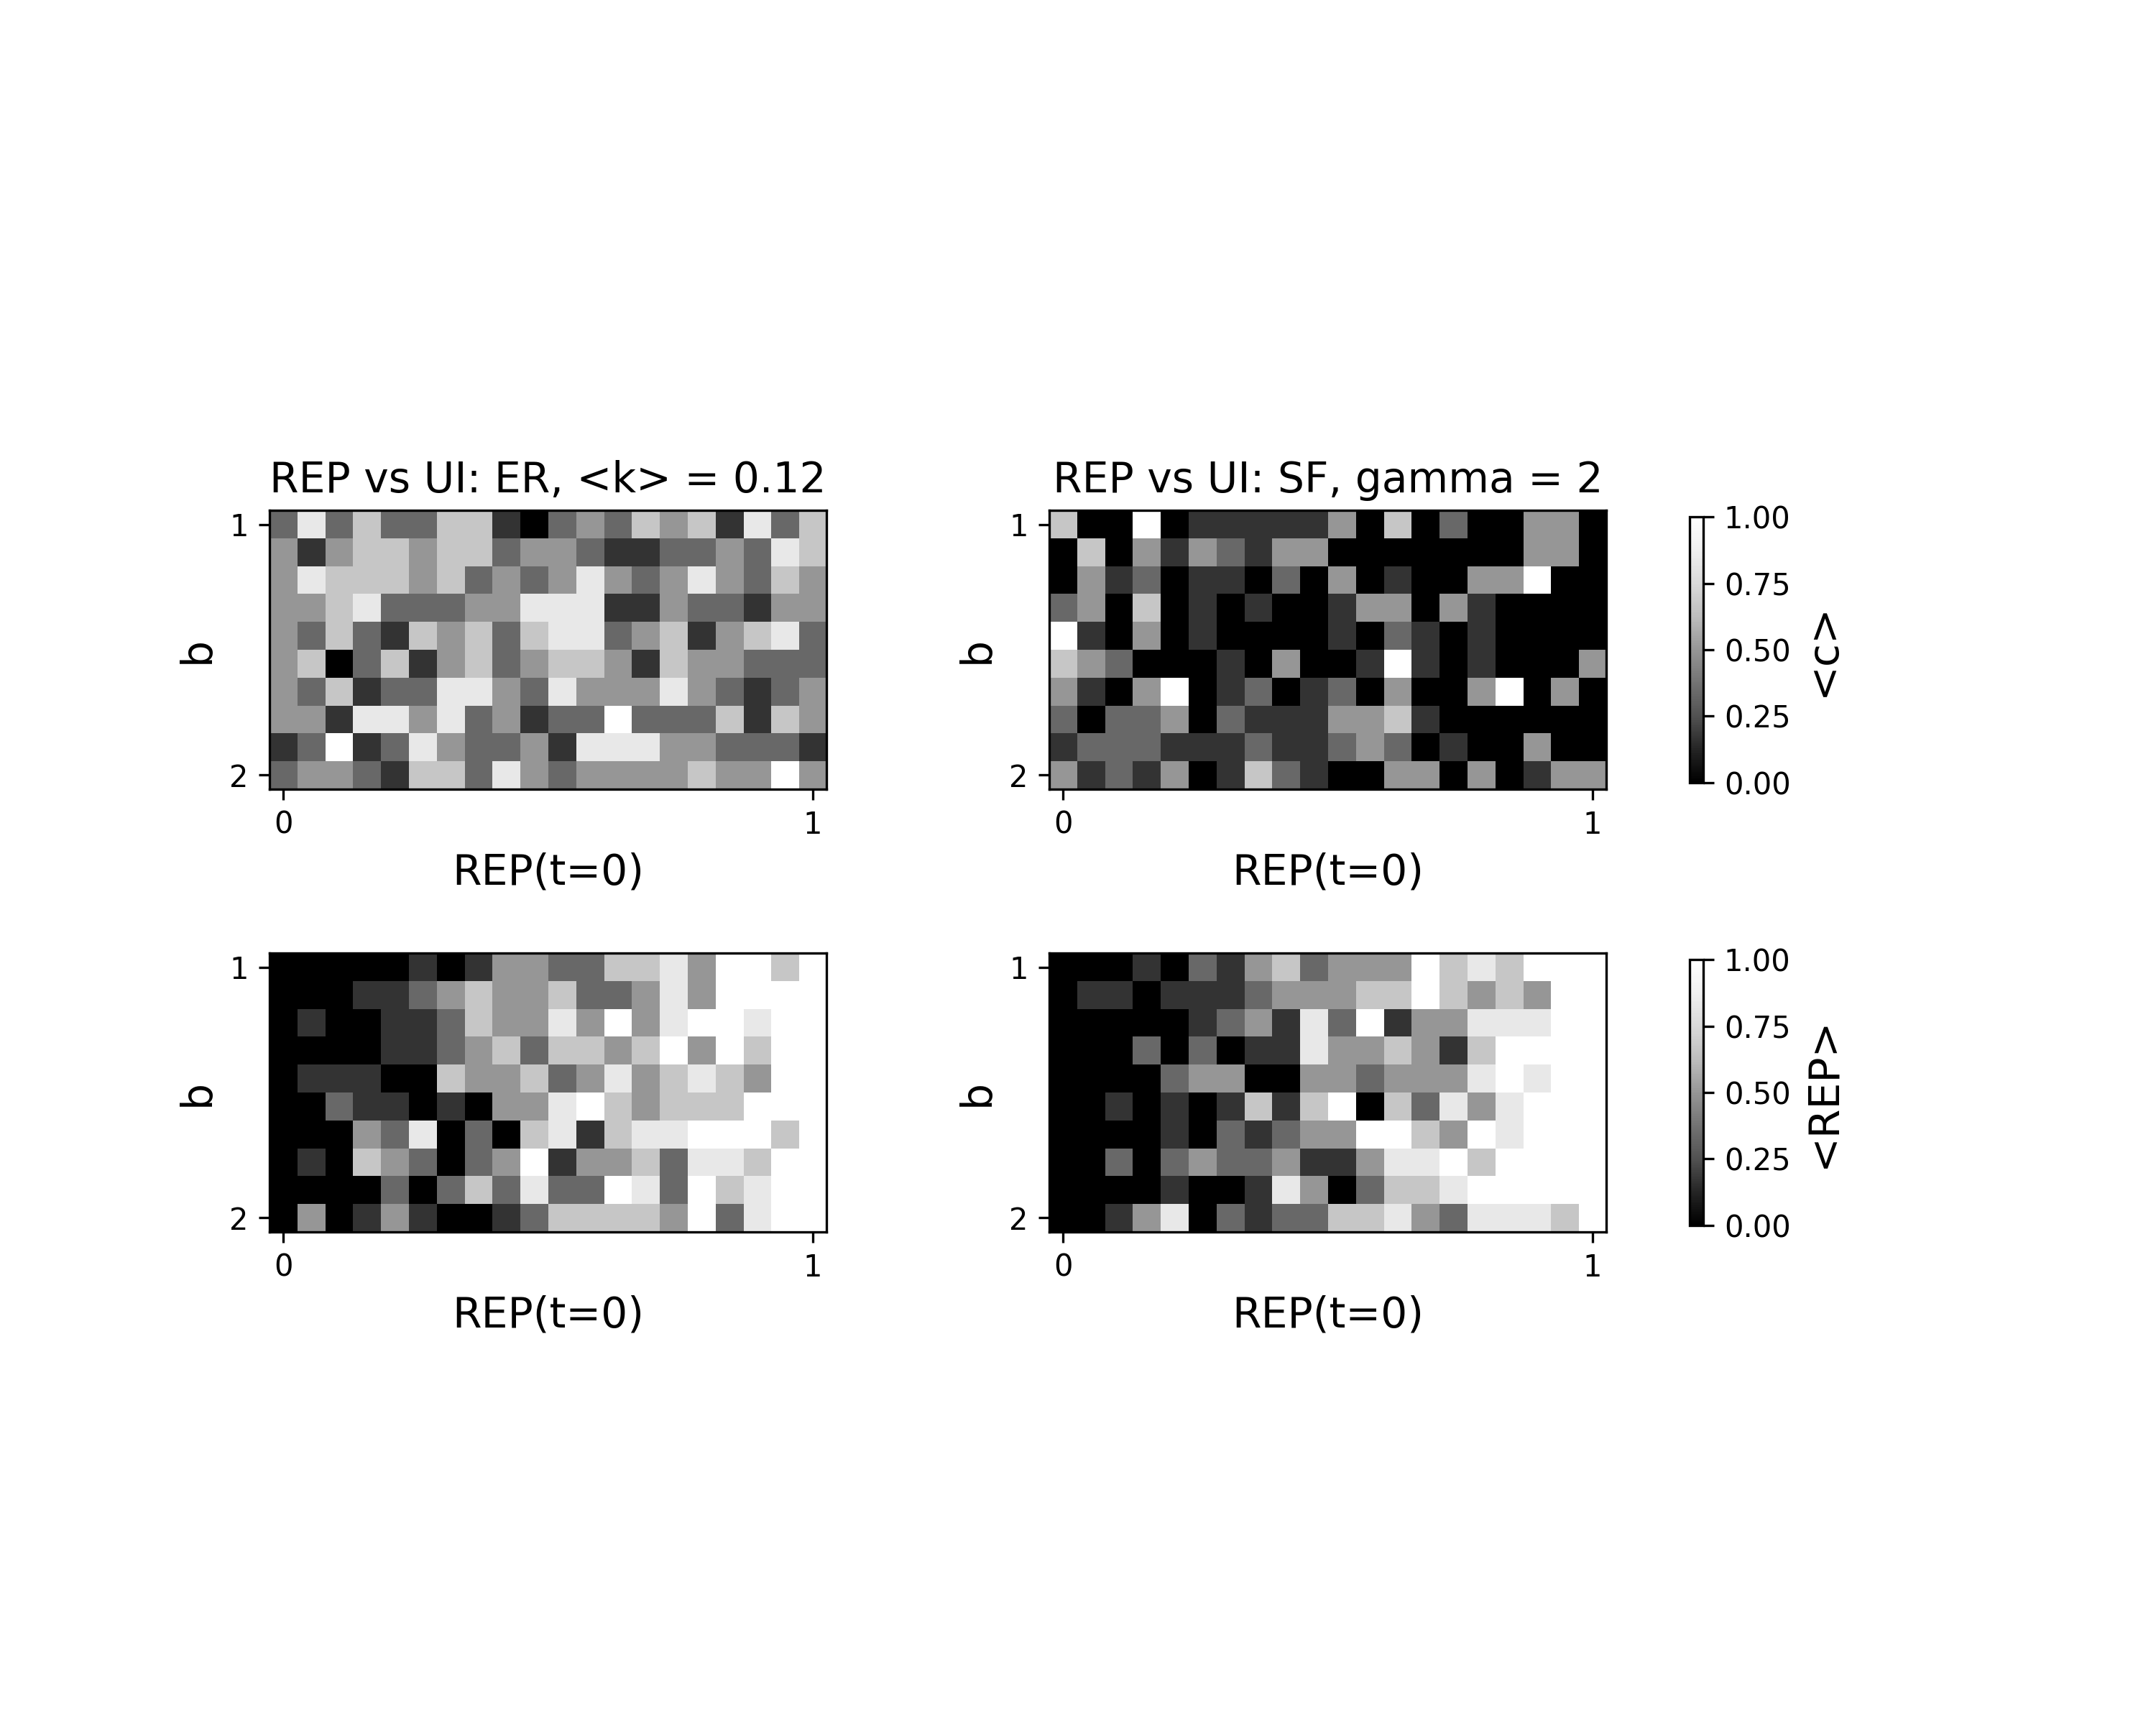 REP vs UI: ER, <k> = 0.12
REP vs UI: SF, gamma = 2
1
b
2
0
1
REP(t=0)
1
b
2
0
1
REP(t=0)
1.00
0.75
0.50
0.25
0.00
<c>
1
b
2
0
1
REP(t=0)
1
b
2
0
1
REP(t=0)
1.00
0.75
0.50
0.25
0.00
<REP>